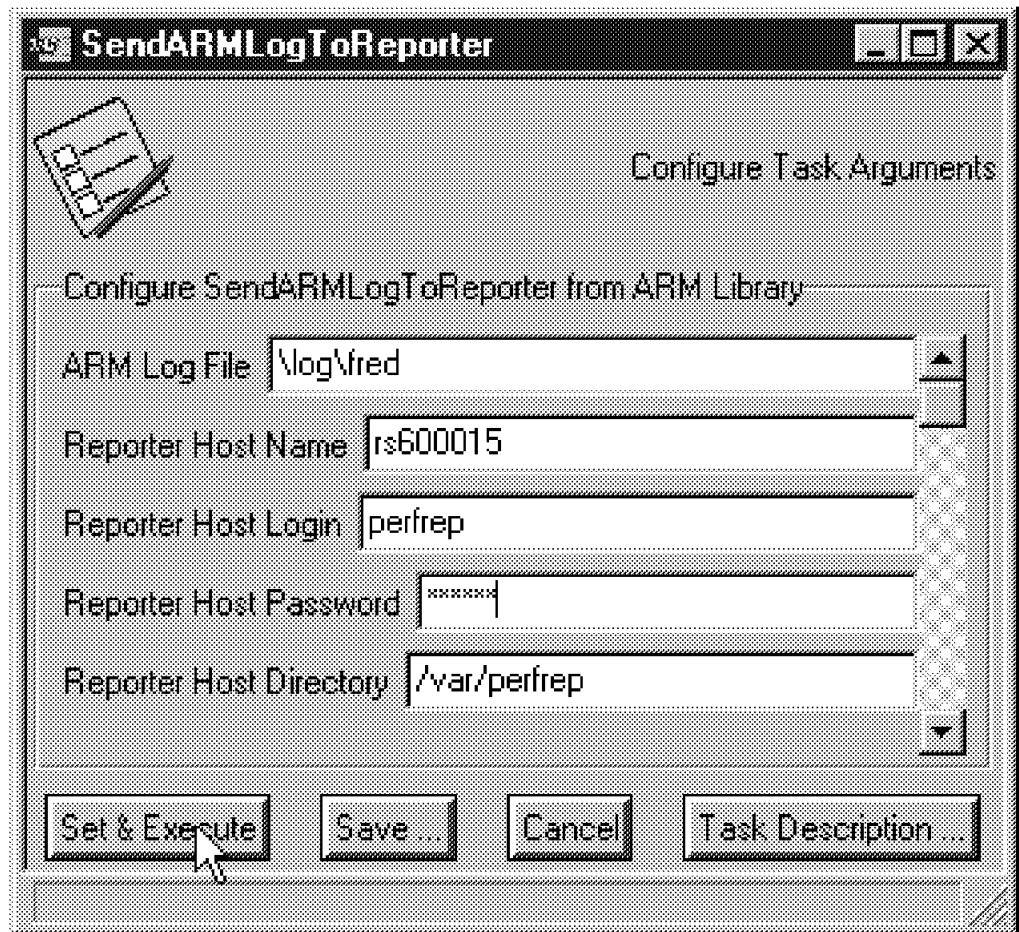 SendARMLogToReporter
Configure Task Arguments
Configure SendARMLogToReporter from ARM Library
ARM Log File \log\fred
Reporter Host Name rs600015
Reporter Host Login perfrep
Reporter Host Password ******
Reporter Host Directory /var/perfrep
Set & Execute Save ... Cancel Task Description ...